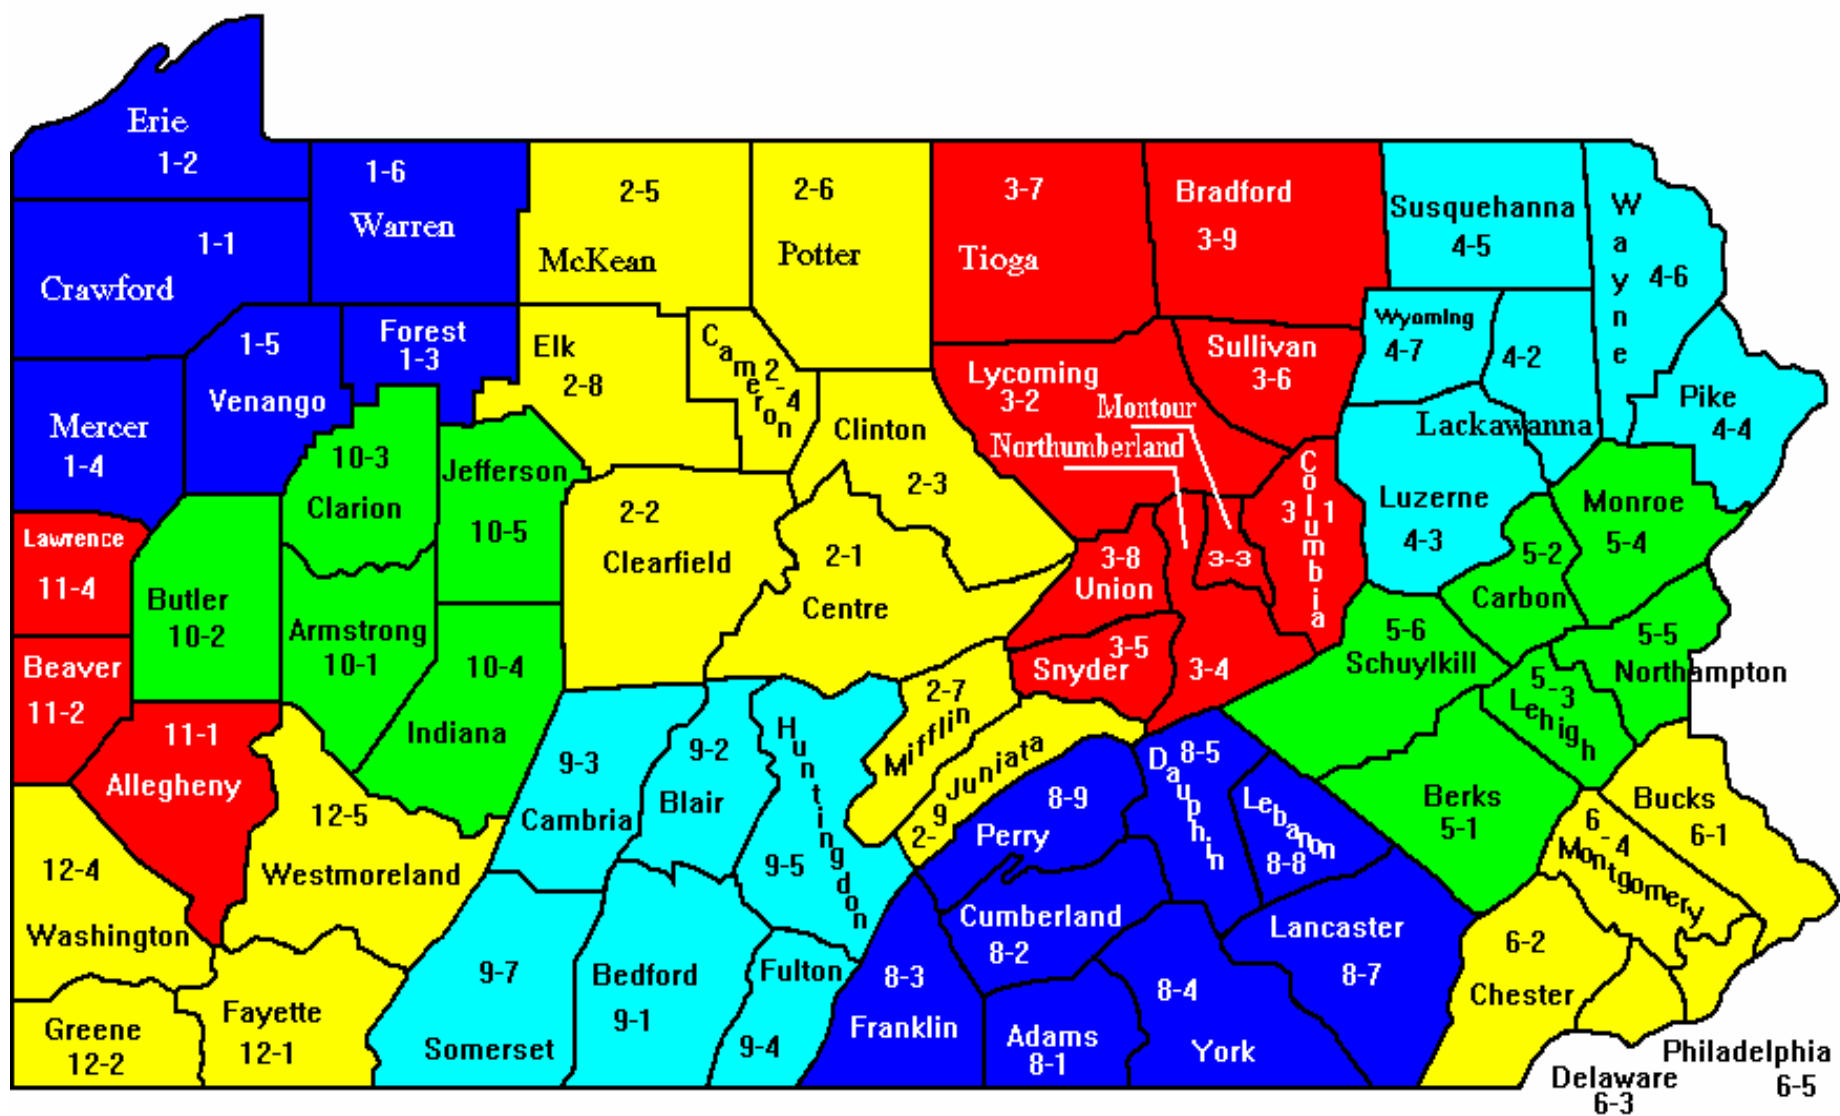 Erie
1-2
1-6
Warren
2-5
McKean
2-6
Potter
3-7
Tioga
Bradford
3-9
Susquehanna
4-5
Wayne
4-6
1-1
Crawford
1-5
Venango
Forest
1-3
Elk
2-8
Cameron
2-4
Lycoming
3-2
Sullivan
3-6
Wyoming
4-7
4-2
Lackawanna
Pike
4-4
Mercer
1-4
10-3
Clarion
Jefferson
10-5
Clinton
2-3
Montour
3-3
Northumberland
3-4
Columbia
3-1
Luzerne
4-3
Monroe
5-4
Lawrence
11-4
Butler
10-2
Armstrong
10-1
2-2
Clearfield
2-1
Centre
3-8
Union
5-2
Carbon
Beaver
11-2
10-4
Indiana
2-7
Mifflin
Snyder
3-5
5-6
Schuylkill
5-3
Lehigh
5-5
Northampton
11-1
Allegheny
9-3
Cambria
9-2
Blair
Huntingdon
9-5
Juniata
2-9
8-9
Perry
Dauphin
8-5
Lebanon
8-8
Berks
5-1
Bucks
6-1
12-4
Washington
12-5
Westmoreland
Cumberland
8-2
Lancaster
8-7
6-4
Montgomery
6-2
Chester
Greene
12-2
Fayette
12-1
9-7
Somerset
Bedford
9-1
Fulton
9-4
8-3
Franklin
Adams
8-1
8-4
York
Philadelphia
6-5
Delaware
6-3